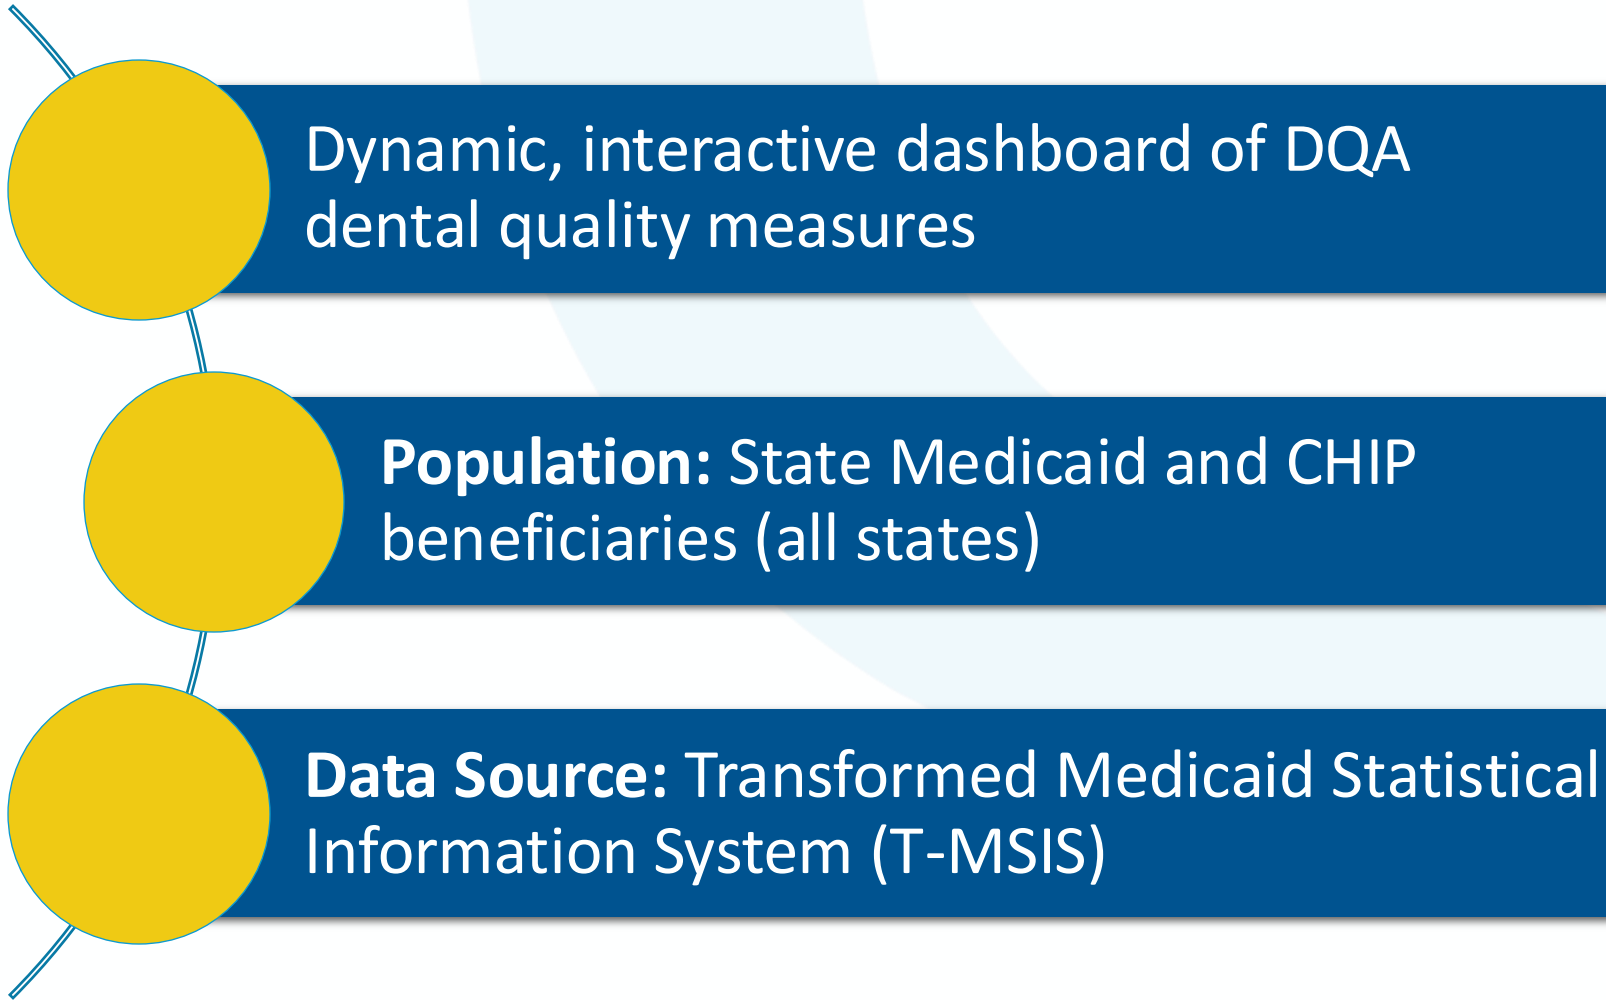 Dynamic, interactive dashboard of DQA
dental quality measures
Population: State Medicaid and CHIP
beneficiaries (all states)
Data Source: Transformed Medicaid Statistical
Information System (T-MSIS)